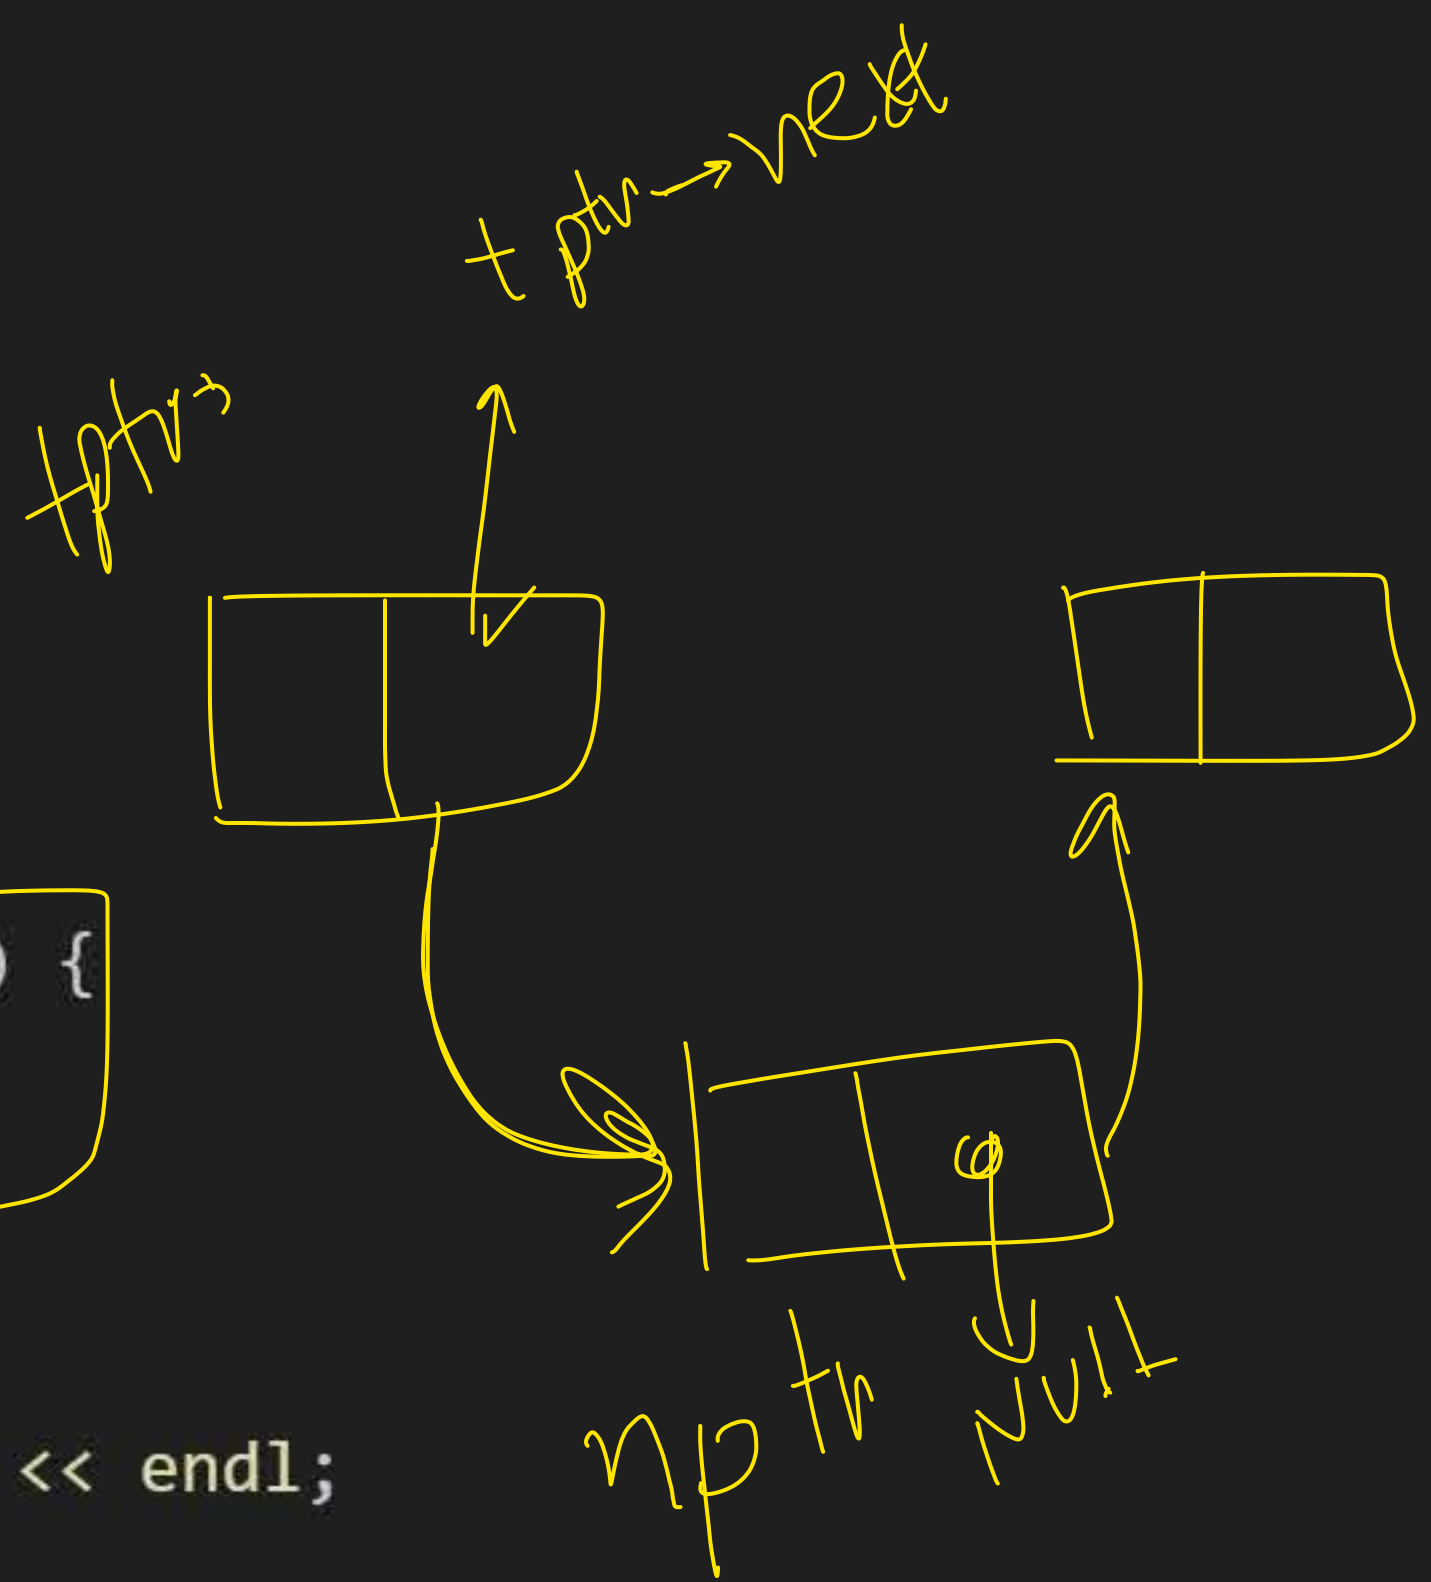 t ptr → next
tptr →
) {
nptr
NULL
<< endl;